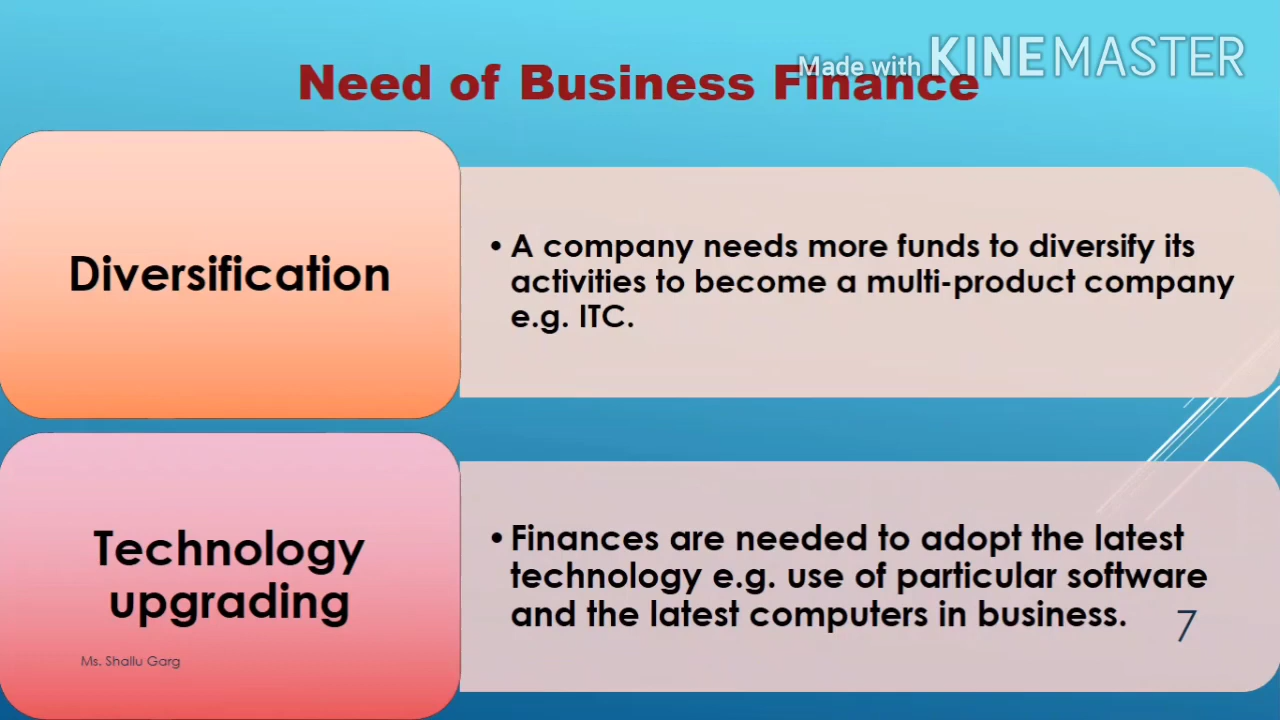 Made with KINEMASTER
Need of Business Finance
Diversification
• A company needs more funds to diversify its
activities to become a multi-product company
e.g. ITC.
Technology
upgrading
• Finances are needed to adopt the latest
technology e.g. use of particular software
and the latest computers in business.
7
Ms. Shallu Garg